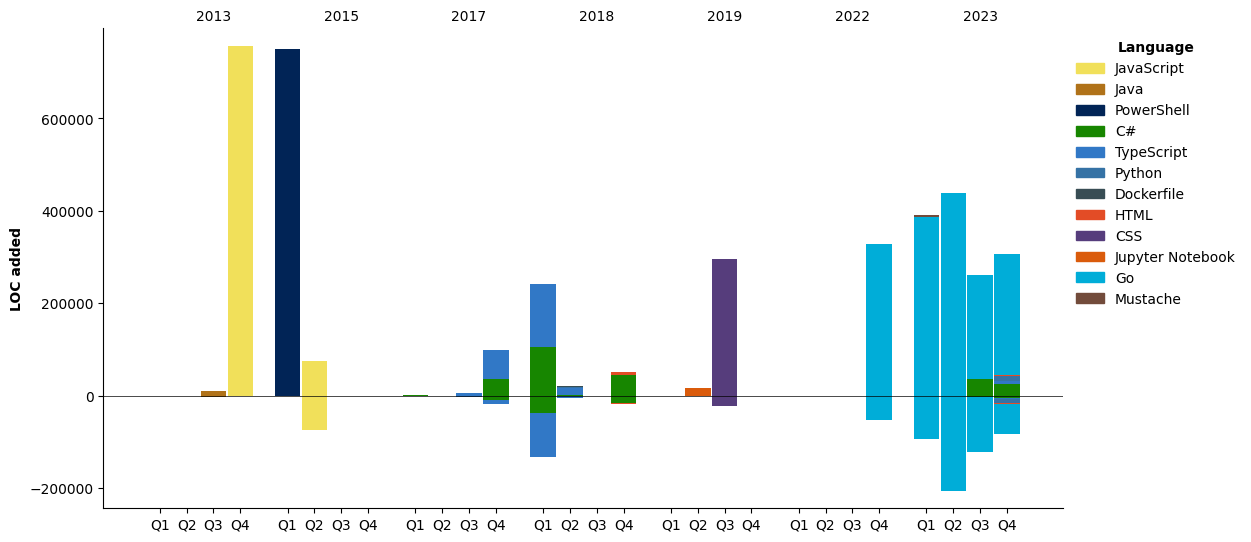 2013 2015 2017 2018 2019 2022 2023
Language
JavaScript
Java
PowerShell
C#
TypeScript
Python
Dockerfile
HTML
CSS
Jupyter Notebook
Go
Mustache
LOC added
600000
400000
200000
0
−200000
Q1 Q2 Q3 Q4 Q1 Q2 Q3 Q4 Q1 Q2 Q3 Q4 Q1 Q2 Q3 Q4 Q1 Q2 Q3 Q4 Q1 Q2 Q3 Q4 Q1 Q2 Q3 Q4